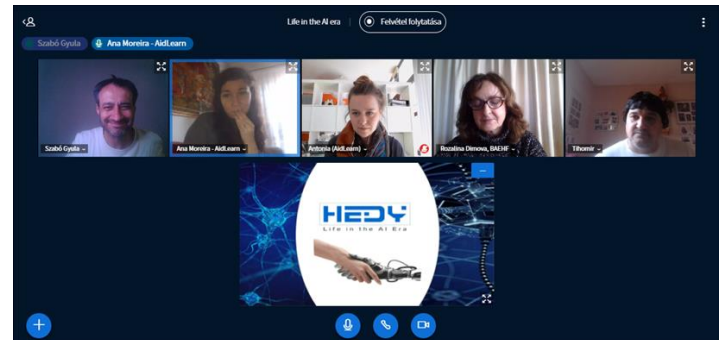 Life in the AI era
Felvétel folytatása
Szabó Gyula
Ana Moreira - AidLearn
Szabó Gyula
Ana Moreira - AidLearn
Antonia (AidLearn)
Rozalina Dimova, BAEHF
Tihomir
HEDY
Life in the AI Era